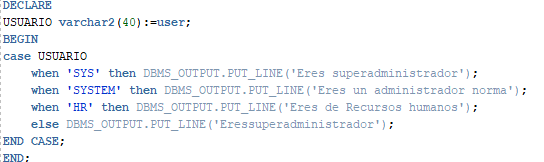 DECLARE
USUARIO varchar2(40):=user;
BEGIN
case USUARIO
when 'SYS' then DBMS_OUTPUT.PUT_LINE('Eres superadministrador');
when 'SYSTEM' then DBMS_OUTPUT.PUT_LINE('Eres un administrador norma');
when 'HR' then DBMS_OUTPUT.PUT_LINE('Eres de Recursos humanos');
else DBMS_OUTPUT.PUT_LINE('Eressuperadministrador');
END CASE;
END;